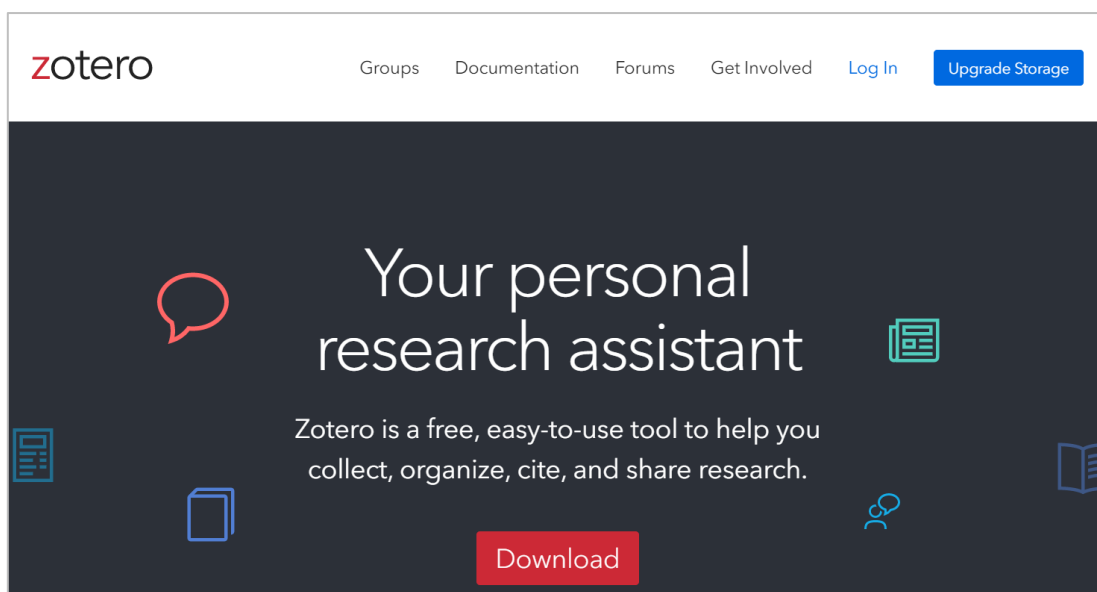 zotero
Groups Documentation Forums Get Involved Log In Upgrade Storage
Your personal
research assistant
Zotero is a free, easy-to-use tool to help you
collect, organize, cite, and share research.
Download